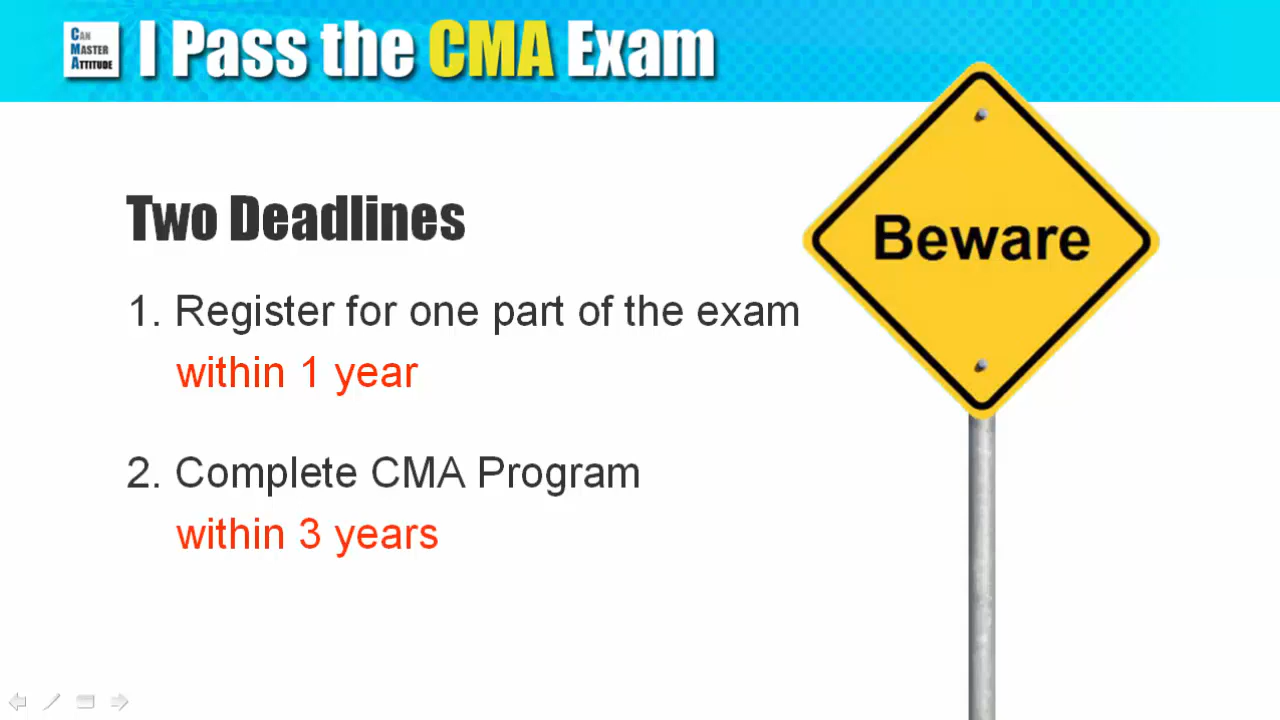 CAN
MASTER
ATTITUDE
I Pass the CMA Exam
Beware
Two Deadlines
1. Register for one part of the exam
within 1 year
2. Complete CMA Program
within 3 years